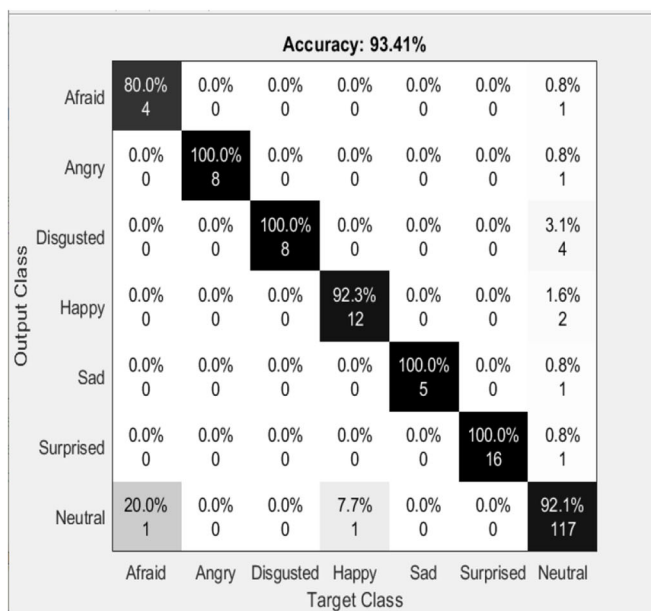 Accuracy: 93.41%
Output Class
Afraid 80.0% 0.0% 0.0% 0.0% 0.0% 0.0% 0.8%
4 0 0 0 0 0 1
Angry 0.0% 100.0% 0.0% 0.0% 0.0% 0.0% 0.8%
0 8 0 0 0 0 1
Disgusted 0.0% 0.0% 100.0% 0.0% 0.0% 0.0% 3.1%
0 0 8 0 0 0 4
Happy 0.0% 0.0% 0.0% 92.3% 0.0% 0.0% 1.6%
0 0 0 12 0 0 2
Sad 0.0% 0.0% 0.0% 0.0% 100.0% 0.0% 0.8%
0 0 0 0 5 0 1
Surprised 0.0% 0.0% 0.0% 0.0% 0.0% 100.0% 0.8%
0 0 0 0 0 16 1
Neutral 20.0% 0.0% 0.0% 7.7% 0.0% 0.0% 92.1%
1 0 0 1 0 0 117
Afraid Angry Disgusted Happy Sad Surprised Neutral
Target Class